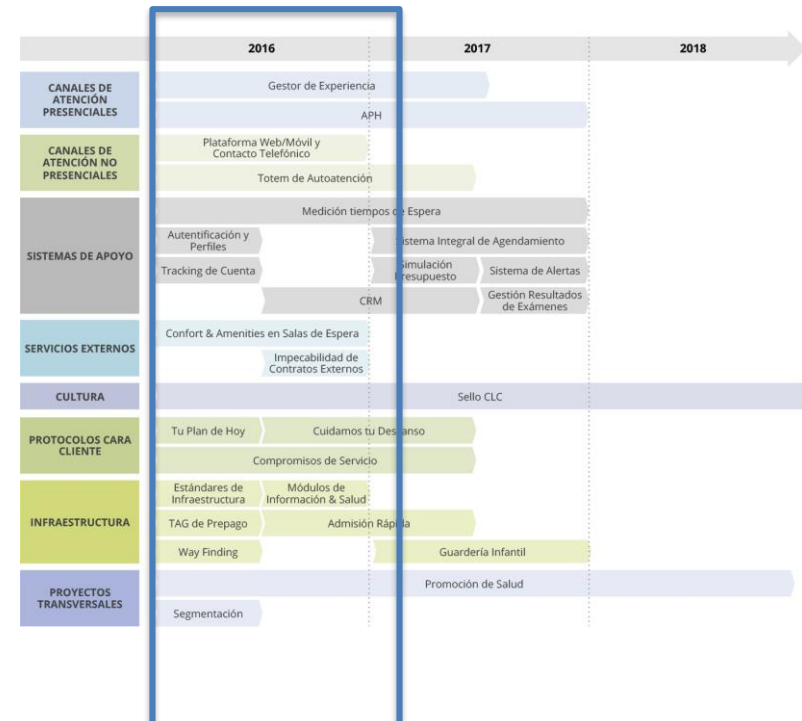 2016 2017 2018
CANALES DE
ATENCIÓN
PRESENCIALES
Gestor de Experiencia
APH
CANALES DE
ATENCIÓN NO
PRESENCIALES
Plataforma Web/Móvil y
Contacto Telefónico
Totem de Autoatención
SISTEMAS DE APOYO
Medición tiempos de Espera
Autentificación y
Perfiles
Sistema Integral de Agendamiento
Tracking de Cuenta
Simulación
Presupuesto
Sistema de Alertas
CRM
Gestión Resultados
de Exámenes
SERVICIOS EXTERNOS
Confort & Amenities en Salas de Espera
Impecabilidad de
Contratos Externos
CULTURA
Sello CLC
PROTOCOLOS CARA
CLIENTE
Tu Plan de Hoy
Cuidamos tu Descanso
Compromisos de Servicio
INFRAESTRUCTURA
Estándares de
Infraestructura
Módulos de
Información & Salud
TAG de Prepago
Admisión Rápida
Way Finding
Guardería Infantil
PROYECTOS
TRANSVERSALES
Promoción de Salud
Segmentación